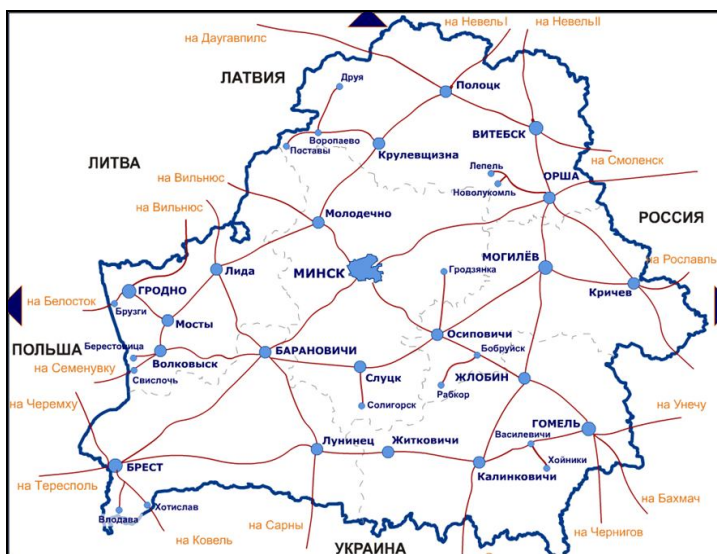 на Невель I
на Невель II
на Даугавпилс
ЛАТВИЯ
Друя
Полоцк
ВИТЕБСК
Воропаево
Поставы
Крулевщизна
ЛИТВА
на Смоленск
Лепель
ОРША
Новолукомль
на Вильнюс
на Вильнюс
Молодечно
РОССИЯ
МОГИЛЁВ
на Рославль
Лида
МИНСК
Гродзянка
Кричев
ГРОДНО
на Белосток
Брузги
Мосты
Осиповичи
Берестовица
ПОЛЬША
Волковыск
БАРАНОВИЧИ
Бобруйск
на Семенувку
Свислочь
Слуцк
ЖЛОБИН
Рабкор
на Черемху
Солигорск
на Унечу
ГОМЕЛЬ
Василевичи
Лунинец
Житковичи
БРЕСТ
Хойники
Калинковичи
на Тересполь
на Бахмач
Хотислав
Влодава
на Сарны
на Чернигов
на Ковель
УКРАИНА